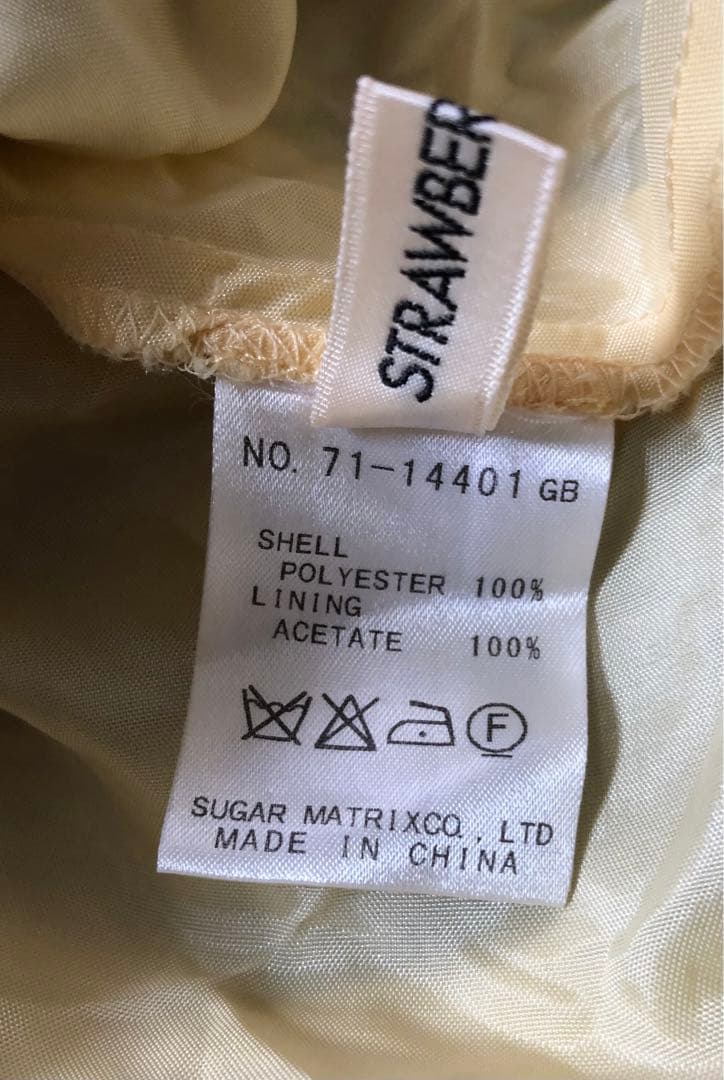 STRAWBER
NO. 71-14401 GB
SHELL
POLYESTER 100%
LINING
ACETATE 100%
F
SUGAR MATRIXCO., LTD
MADE IN CHINA